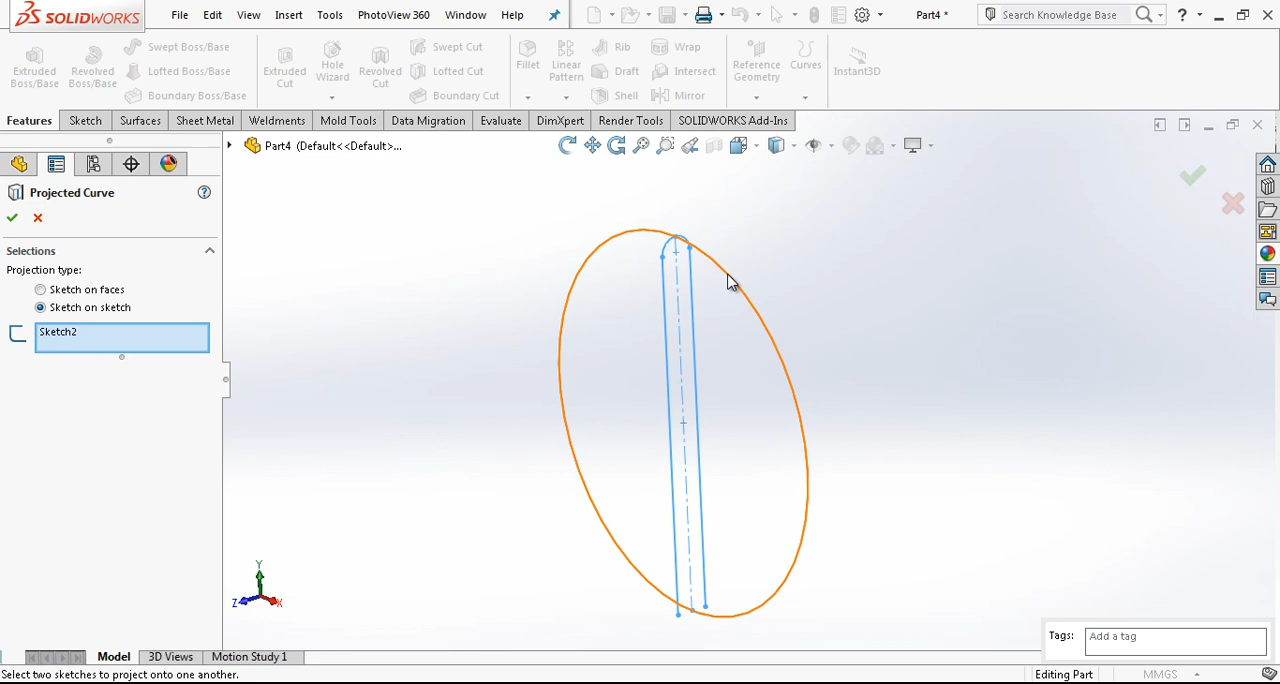 SOLIDWORKS File Edit View Insert Tools PhotoView 360 Window Help Part4 * Search Knowledge Base ?
Extruded Boss/Base
Revolved Boss/Base
Swept Boss/Base
Lofted Boss/Base
Boundary Boss/Base
Extruded Cut
Hole Wizard
Revolved Cut
Swept Cut
Lofted Cut
Boundary Cut
Fillet
Linear Pattern
Rib
Draft
Shell
Wrap
Intersect
Mirror
Reference Geometry
Curves
Instant3D
Features Sketch Surfaces Sheet Metal Weldments Mold Tools Data Migration Evaluate DimXpert Render Tools SOLIDWORKS Add-Ins
Part4 (Default<<Default>...
Projected Curve ?
Selections
Projection type:
Sketch on faces
Sketch on sketch
Sketch2
Y
Z X
Tags: Add a tag
Model 3D Views Motion Study 1
Select two sketches to project onto one another. Editing Part MMGS